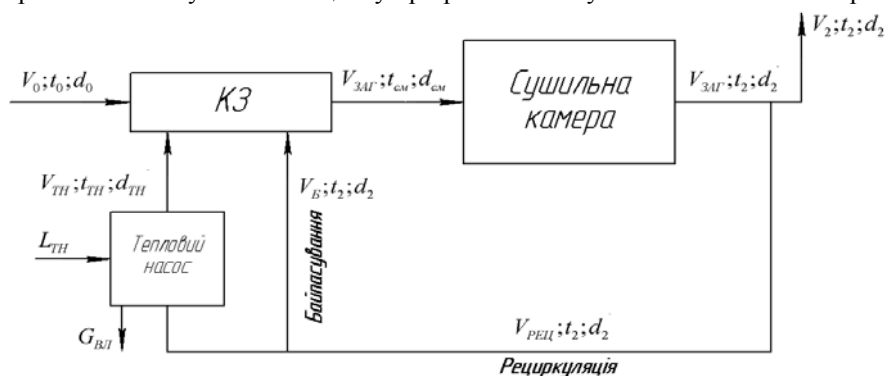 V₂;t₂;d₂
V₀;t₀;d₀
КЗ
V_ЗАГ;t_см;d_см
Сушильна
камера
V_ЗАГ;t₂;d₂
V_ТН;t_ТН;d_ТН
V_Б;t₂;d₂
L_ТН
Тепловий
насос
Байпасування
G_ВЛ
V_РЕЦ;t₂;d₂
Рециркуляція